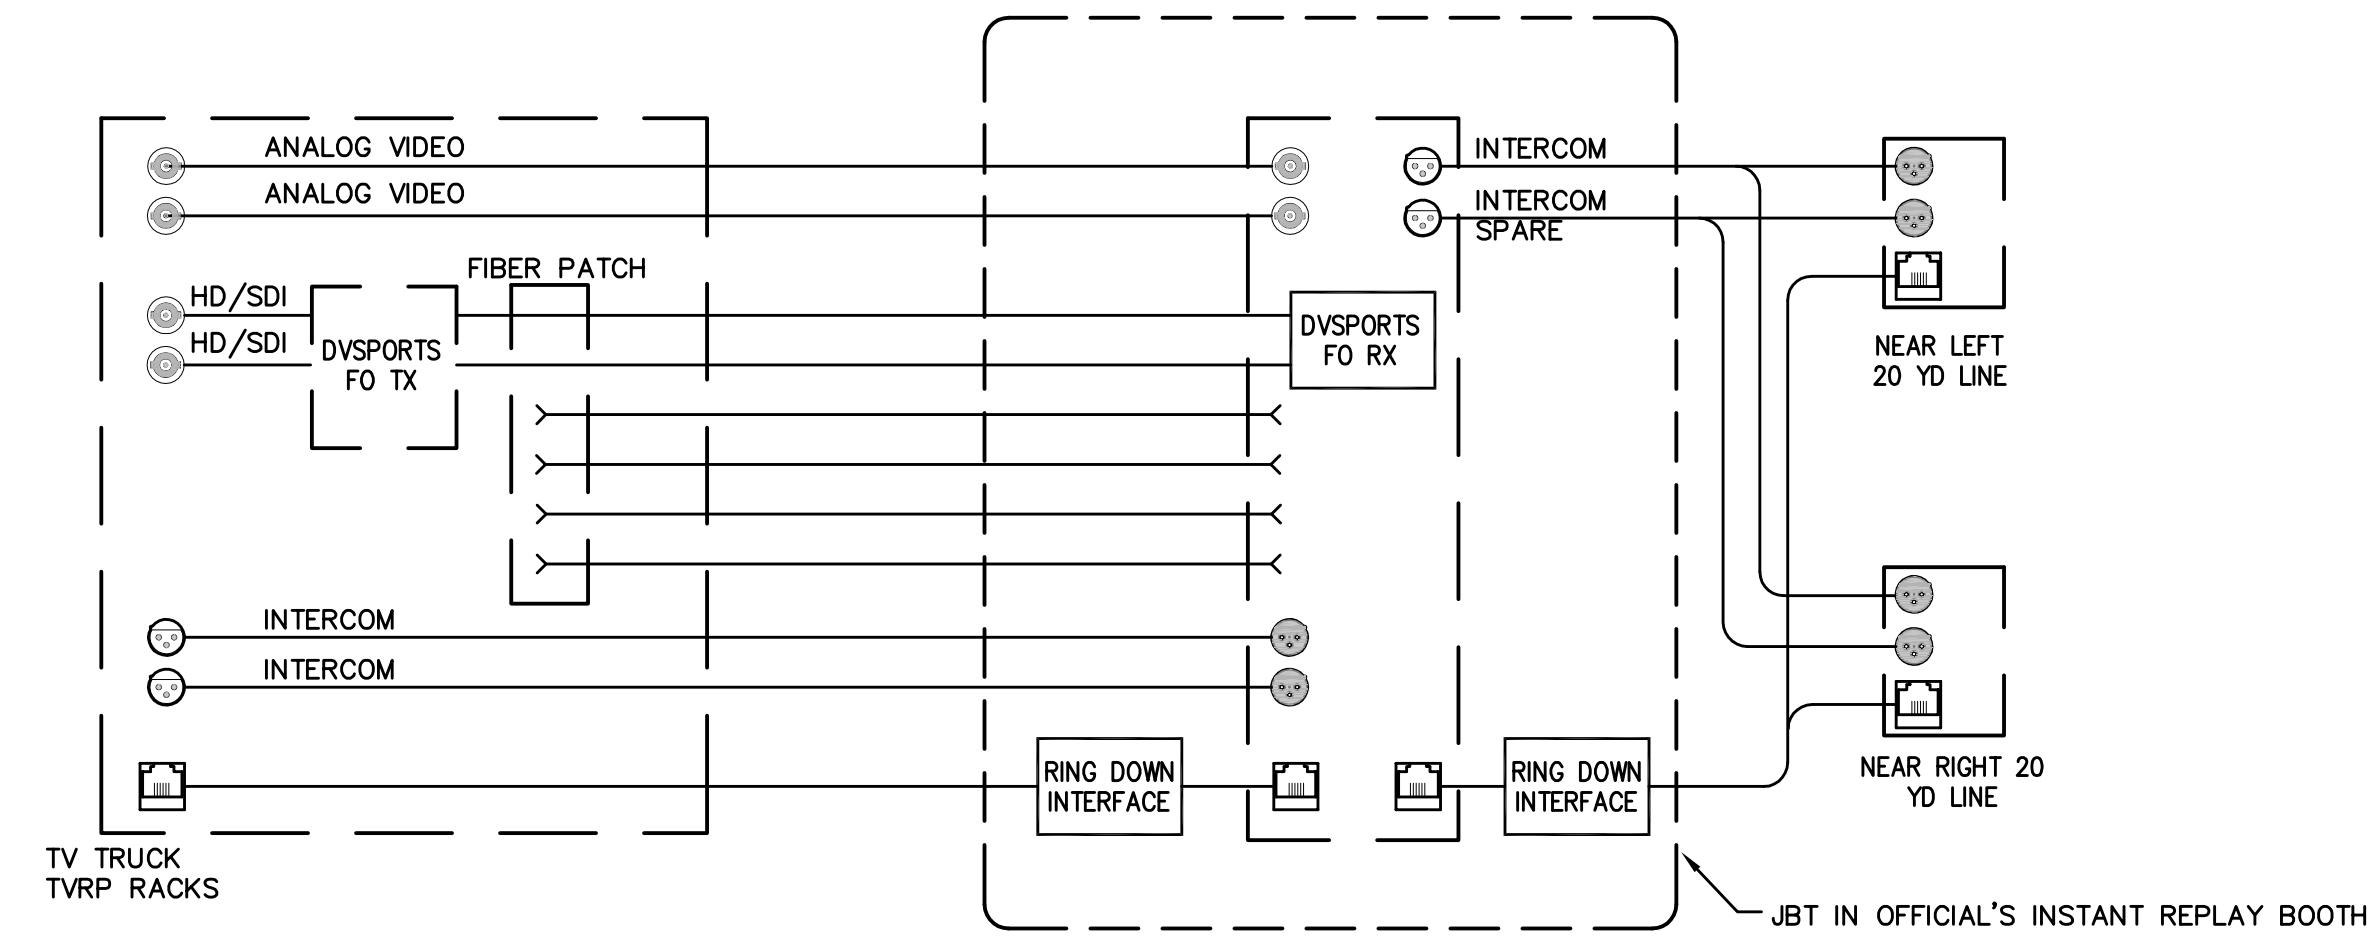 ANALOG VIDEO
ANALOG VIDEO
HD/SDI
HD/SDI
DVSPORTS
FO TX
FIBER PATCH
INTERCOM
INTERCOM
TV TRUCK
TVRP RACKS
INTERCOM
INTERCOM
SPARE
DVSPORTS
FO RX
RING DOWN
INTERFACE
RING DOWN
INTERFACE
NEAR LEFT
20 YD LINE
NEAR RIGHT 20
YD LINE
JBT IN OFFICIAL'S INSTANT REPLAY BOOTH